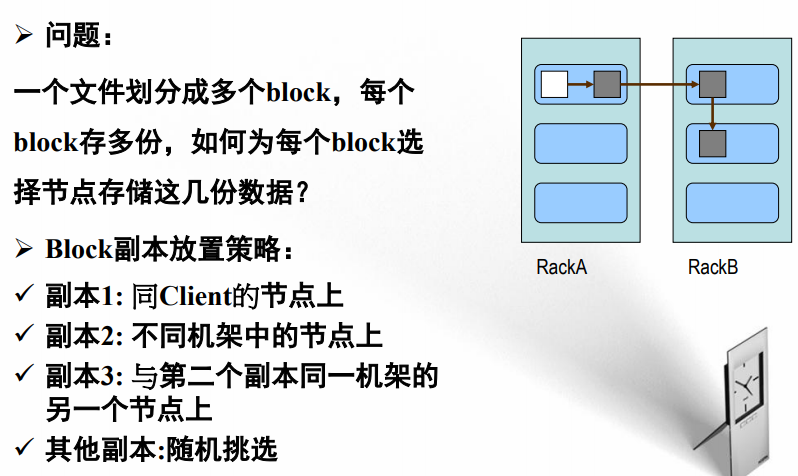 ➢ 问题：
一个文件划分成多个block，每个
block存多份，如何为每个block选
择节点存储这几份数据？
➢ Block副本放置策略：
✓ 副本1: 同Client的节点上
✓ 副本2: 不同机架中的节点上
✓ 副本3: 与第二个副本同一机架的
另一个节点上
✓ 其他副本:随机挑选
RackA
RackB